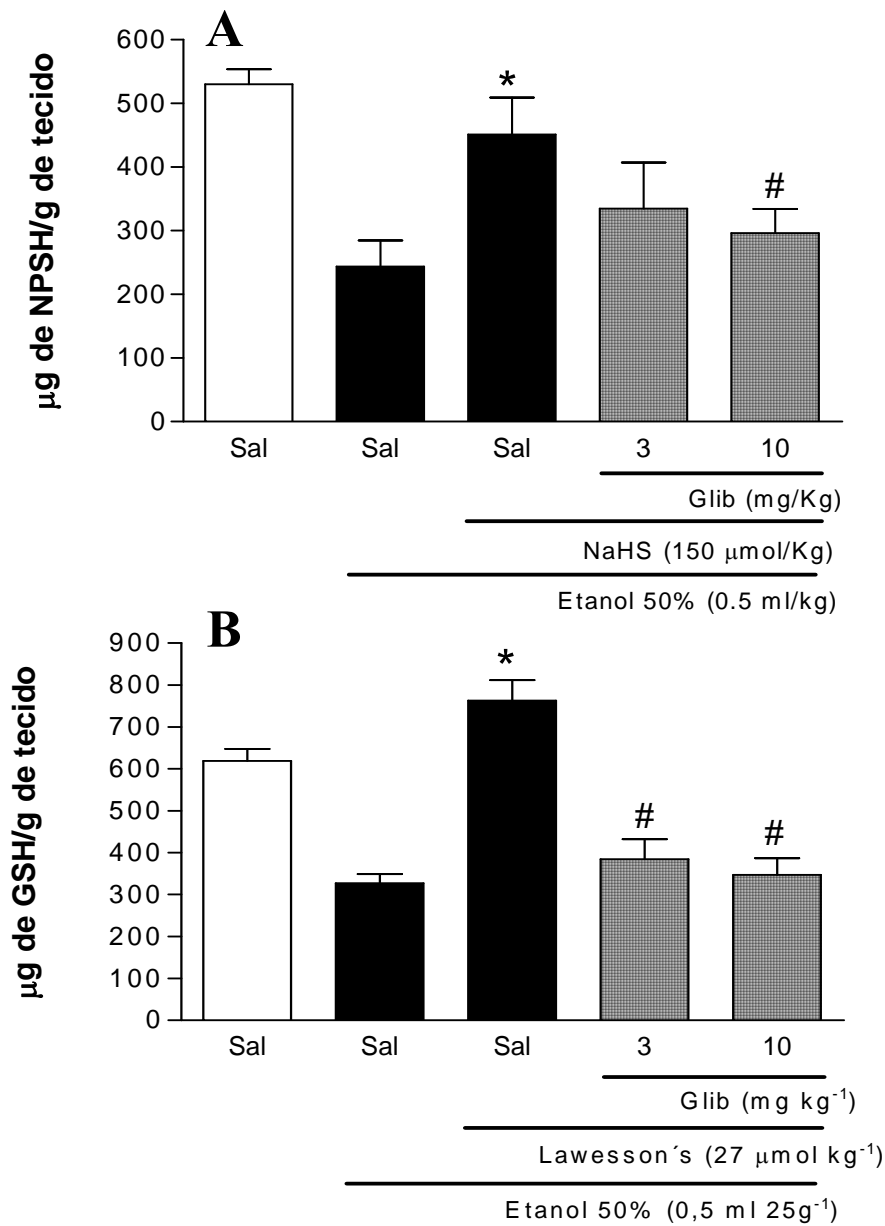 A
µg de NPSH/g de tecido
600
500
400
300
200
100
0
*
#
Sal Sal Sal 3 10
Glib (mg/Kg)
NaHS (150 µmol/Kg)
Etanol 50% (0.5 ml/kg)
B
µg de GSH/g de tecido
900
800
700
600
500
400
300
200
100
0
*
# #
Sal Sal Sal 3 10
Glib (mg kg⁻¹)
Lawesson´s (27 µmol kg⁻¹)
Etanol 50% (0,5 ml 25g⁻¹)